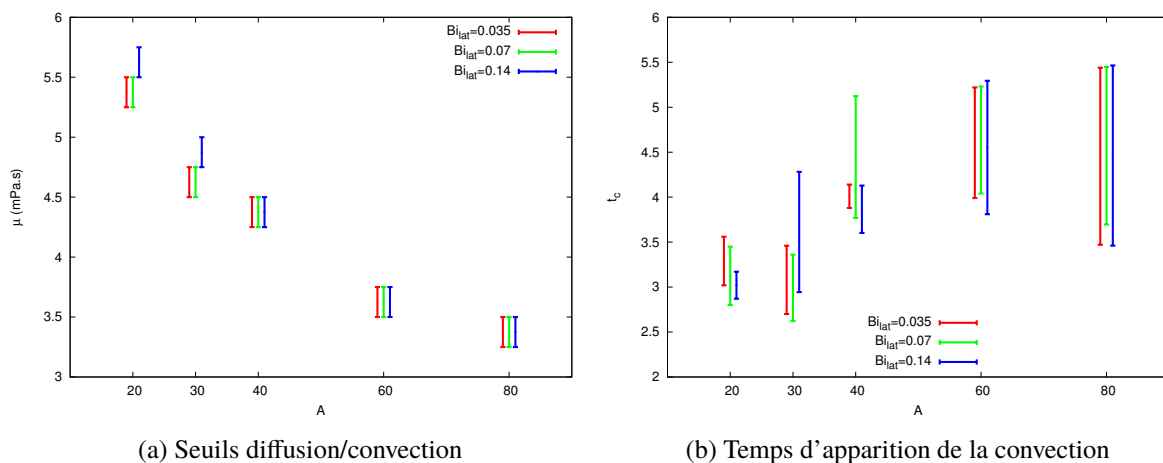 6
5.5
5
4.5
4
3.5
3
20 30 40 60 80
μ (mPa.s)
A
Bi_lat=0.035
Bi_lat=0.07
Bi_lat=0.14
(a) Seuils diffusion/convection
6
5.5
5
4.5
4
3.5
3
2.5
2
20 30 40 60 80
t_c
A
Bi_lat=0.035
Bi_lat=0.07
Bi_lat=0.14
(b) Temps d'apparition de la convection